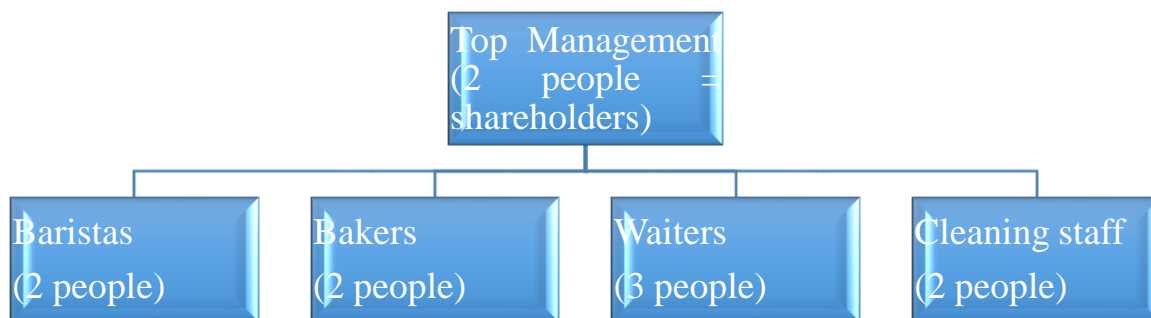 Top Management
(2 people =
shareholders)
Baristas
(2 people)
Bakers
(2 people)
Waiters
(3 people)
Cleaning staff
(2 people)